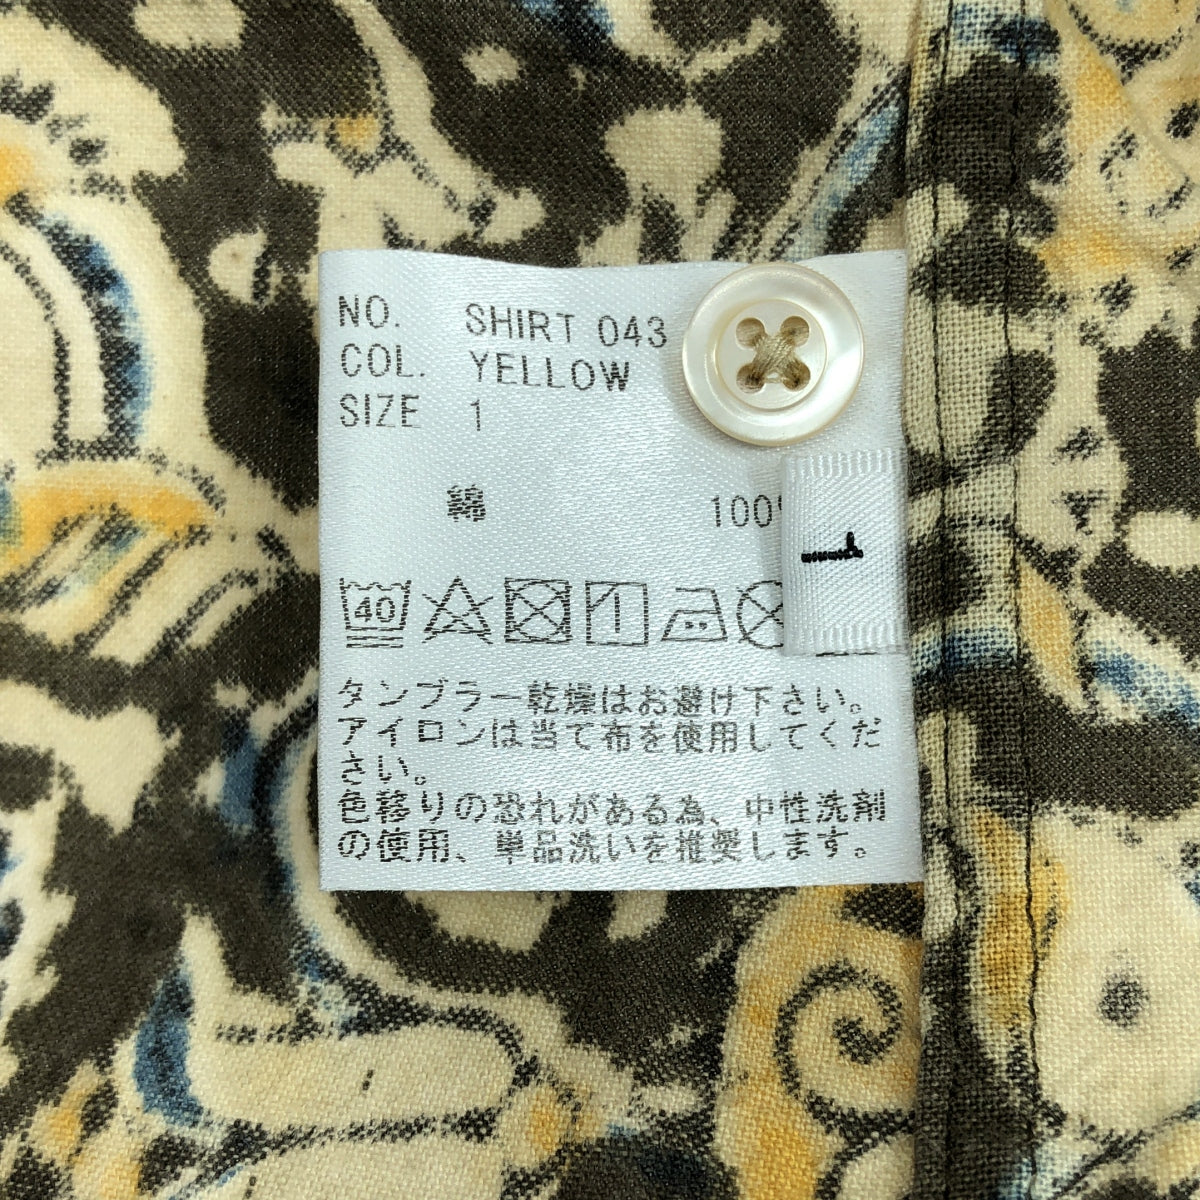 NO. SHIRT 043
COL. YELLOW
SIZE 1
綿 100
40
タンブラー乾燥はお避け下さい。
アイロンは当て布を使用してくだ
さい。
色移りの恐れがある為、中性洗剤
の使用、単品洗いを推奨します。
1